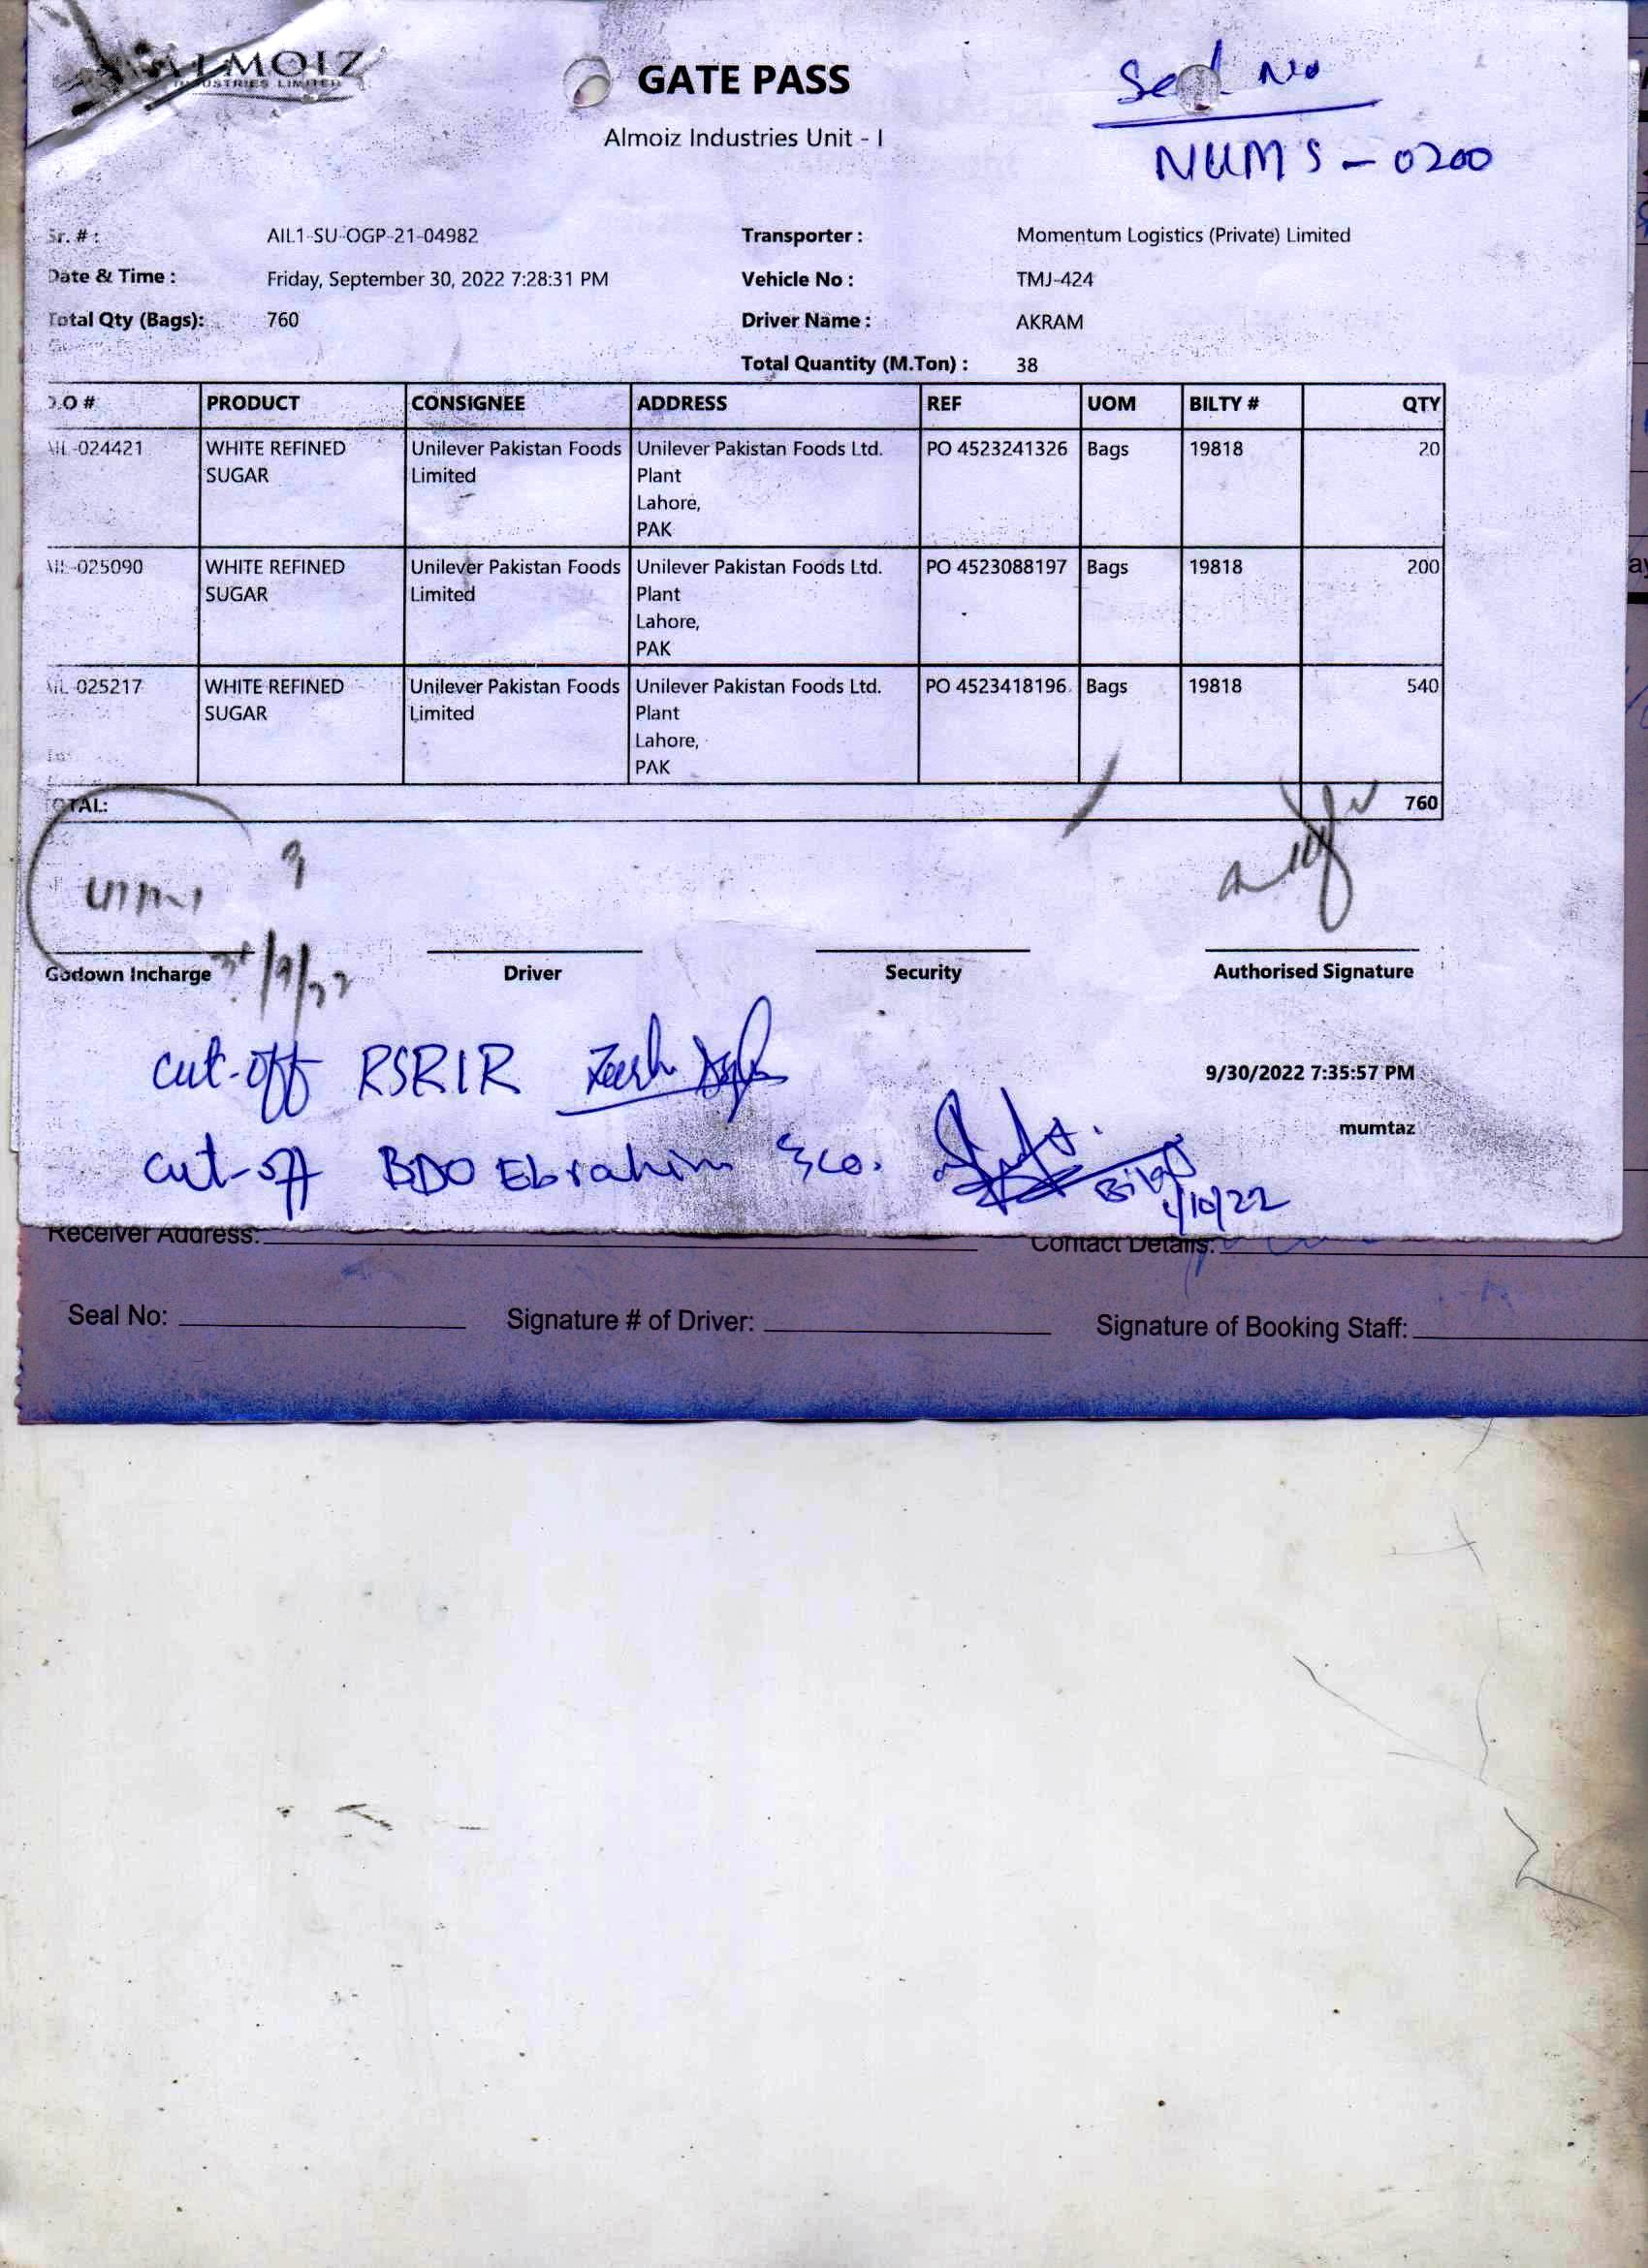 ALMOIZ
INDUSTRIES LIMITED
GATE PASS
Almoiz Industries Unit - I
Seal No
NUMS-0200
Sr. # : AIL1-SU-OGP-21-04982 Transporter : Momentum Logistics (Private) Limited
Date & Time : Friday, September 30, 2022 7:28:31 PM Vehicle No : TMJ-424
Total Qty (Bags): 760 Driver Name : AKRAM
Total Quantity (M.Ton) : 38
D.O # PRODUCT CONSIGNEE ADDRESS REF UOM BILTY # QTY
AIL-024421 WHITE REFINED Unilever Pakistan Foods Unilever Pakistan Foods Ltd. PO 4523241326 Bags 19818 20
SUGAR Limited Plant
Lahore,
PAK
AIL-025090 WHITE REFINED Unilever Pakistan Foods Unilever Pakistan Foods Ltd. PO 4523088197 Bags 19818 200
SUGAR Limited Plant
Lahore,
PAK
AIL-025217 WHITE REFINED Unilever Pakistan Foods Unilever Pakistan Foods Ltd. PO 4523418196 Bags 19818 540
SUGAR Limited Plant
Lahore,
PAK
TOTAL: 760
Godown Incharge Driver Security Authorised Signature
cut-off RSRIR
9/30/2022 7:35:57 PM
mumtaz
cut-off BDO Ebrahim & co.
Bilal
1/10/22
Receiver Address: Contact Details:
Seal No: Signature # of Driver: Signature of Booking Staff: